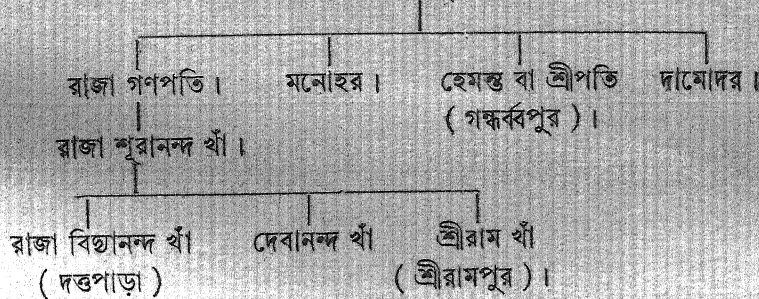 রাজা গণপতি। মনোহর। হেমন্ত বা শ্রীপতি দামোদর।
( গন্ধর্ব্বপুর )।
রাজা শূরানন্দ খাঁ।
রাজা বিদ্যানন্দ খাঁ দেবানন্দ খাঁ শ্রীরাম খাঁ
( দত্তপাড়া ) ( শ্রীরামপুর )।